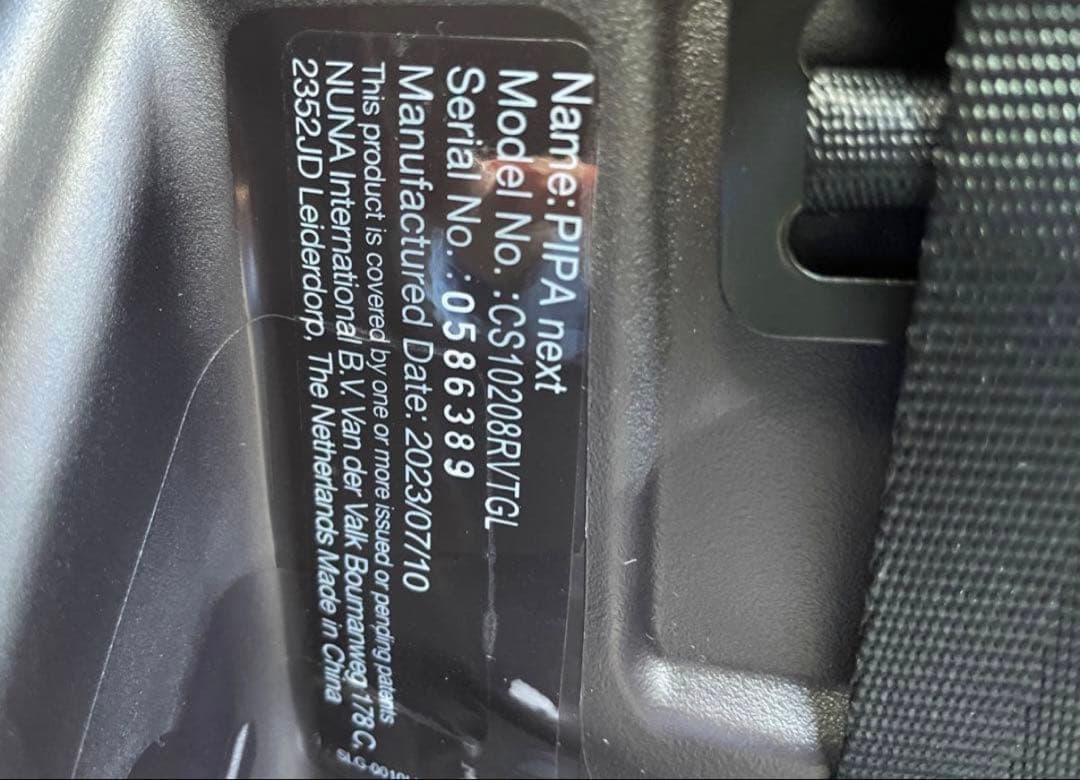 Name:PIPA next
Model No. :CS10208RVTGL
Serial No. : 0586389
Manufactured Date: 2023/07/10
This product is covered by one or more issued or pending patents
NUNA International B.V. Van der Valk Boumanweg 178 C,
2352JD Leiderdorp, The Netherlands Made in China